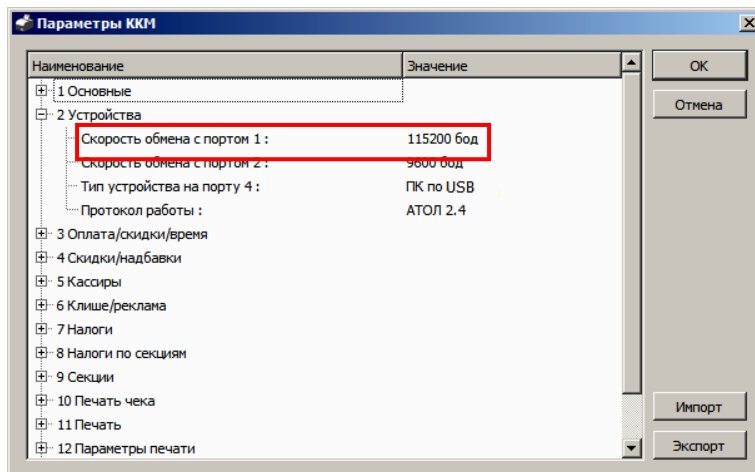 Параметры ККМ
Наименование Значение
1 Основные
2 Устройства
Скорость обмена с портом 1 : 115200 бод
Скорость обмена с портом 2 : 9600 бод
Тип устройства на порту 4 : ПК по USB
Протокол работы : АТОЛ 2.4
3 Оплата/скидки/время
4 Скидки/надбавки
5 Кассиры
6 Клише/реклама
7 Налоги
8 Налоги по секциям
9 Секции
10 Печать чека
11 Печать
12 Параметры печати
ОК
Отмена
Импорт
Экспорт